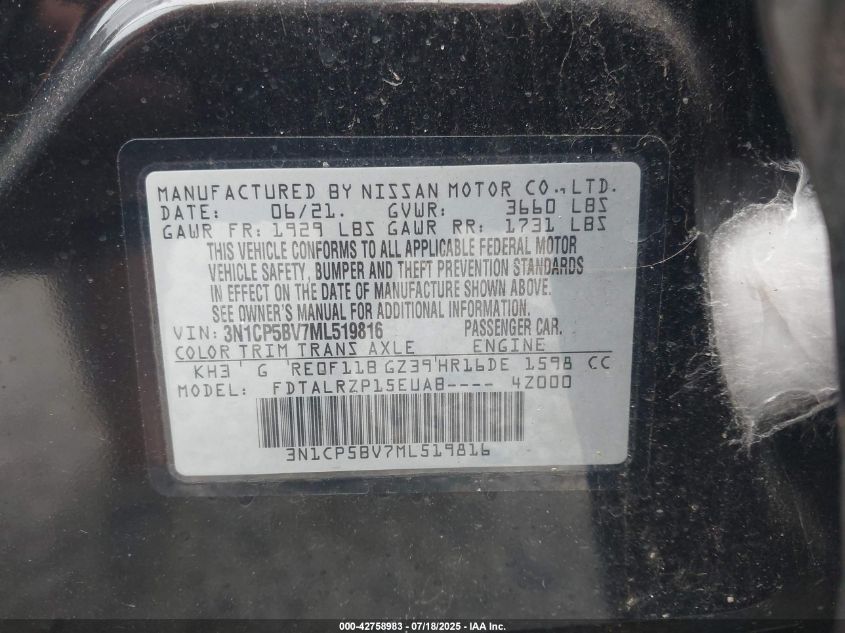 MANUFACTURED BY NISSAN MOTOR CO.,LTD.
DATE: 06/21. GVWR: 3660 LBS
GAWR FR: 1929 LBS GAWR RR: 1731 LBS
THIS VEHICLE CONFORMS TO ALL APPLICABLE FEDERAL MOTOR
VEHICLE SAFETY, BUMPER AND THEFT PREVENTION STANDARDS
IN EFFECT ON THE DATE OF MANUFACTURE SHOWN ABOVE.
SEE OWNER'S MANUAL FOR ADDITIONAL INFORMATION.
VIN: 3N1CP5BV7ML519816 PASSENGER CAR.
COLOR TRIM TRANS AXLE ENGINE
KH3 ' G 'RE0F11B GZ39'HR16DE 1598 CC
MODEL: FDTALRZP15EUAB---- 4Z000
3N1CP5BV7ML519816
000-42758983 - 07/18/2025 - IAA Inc.